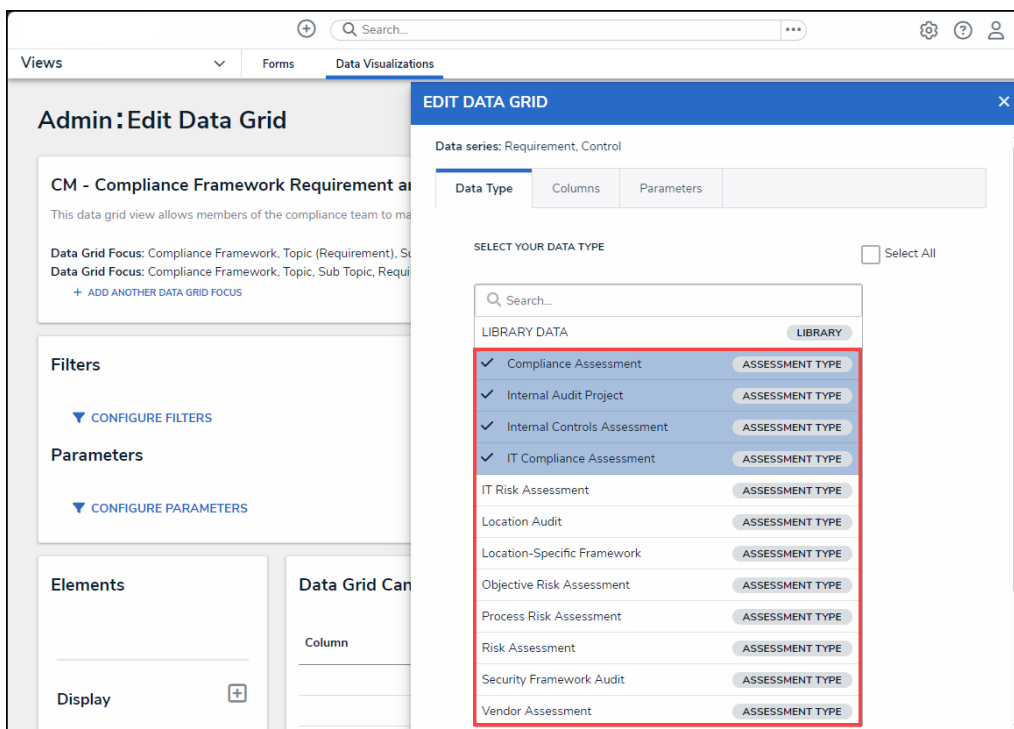 Search...
Views
Forms
Data Visualizations
Admin:Edit Data Grid
CM - Compliance Framework Requirement
This data grid view allows members of the compliance team to
Data Grid Focus: Compliance Framework, Topic (Requirement),
Data Grid Focus: Compliance Framework, Topic, Sub Topic,
+ ADD ANOTHER DATA GRID FOCUS
Filters
CONFIGURE FILTERS
Parameters
CONFIGURE PARAMETERS
Elements
Display
Data Grid
Column
EDIT DATA GRID
Data series: Requirement, Control
Data Type
Columns
Parameters
SELECT YOUR DATA TYPE
Select All
Search...
LIBRARY DATA LIBRARY
Compliance Assessment ASSESSMENT TYPE
Internal Audit Project ASSESSMENT TYPE
Internal Controls Assessment ASSESSMENT TYPE
IT Compliance Assessment ASSESSMENT TYPE
IT Risk Assessment ASSESSMENT TYPE
Location Audit ASSESSMENT TYPE
Location-Specific Framework ASSESSMENT TYPE
Objective Risk Assessment ASSESSMENT TYPE
Process Risk Assessment ASSESSMENT TYPE
Risk Assessment ASSESSMENT TYPE
Security Framework Audit ASSESSMENT TYPE
Vendor Assessment ASSESSMENT TYPE